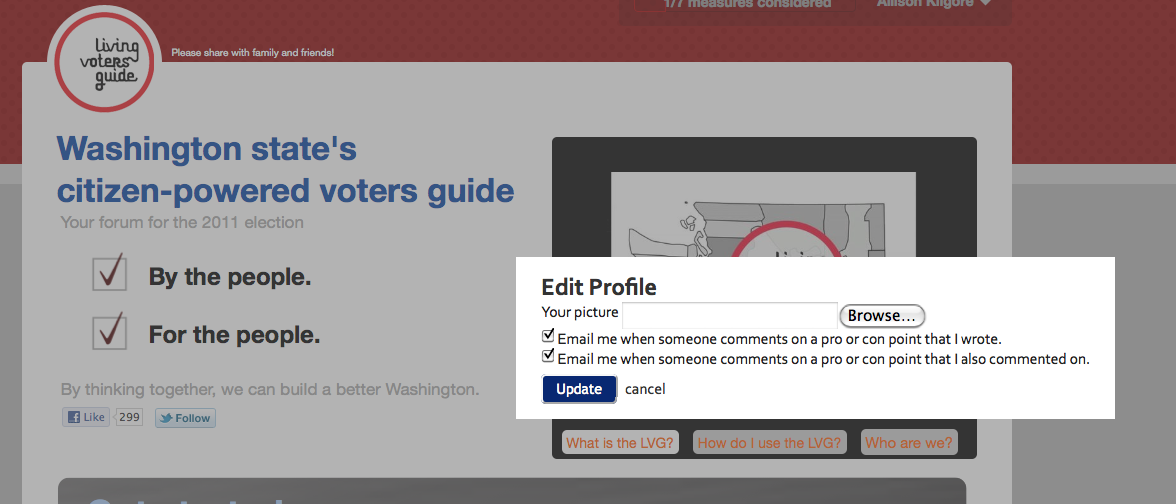 1/7 measures considered
Allison Kilgore
living
voters
guide
Please share with family and friends!
Washington state's
citizen-powered voters guide
Your forum for the 2011 election
By the people.
For the people.
By thinking together, we can build a better Washington.
Like 299 Follow
living
Edit Profile
Your picture Browse...
Email me when someone comments on a pro or con point that I wrote.
Email me when someone comments on a pro or con point that I also commented on.
Update cancel
What is the LVG? How do I use the LVG? Who are we?